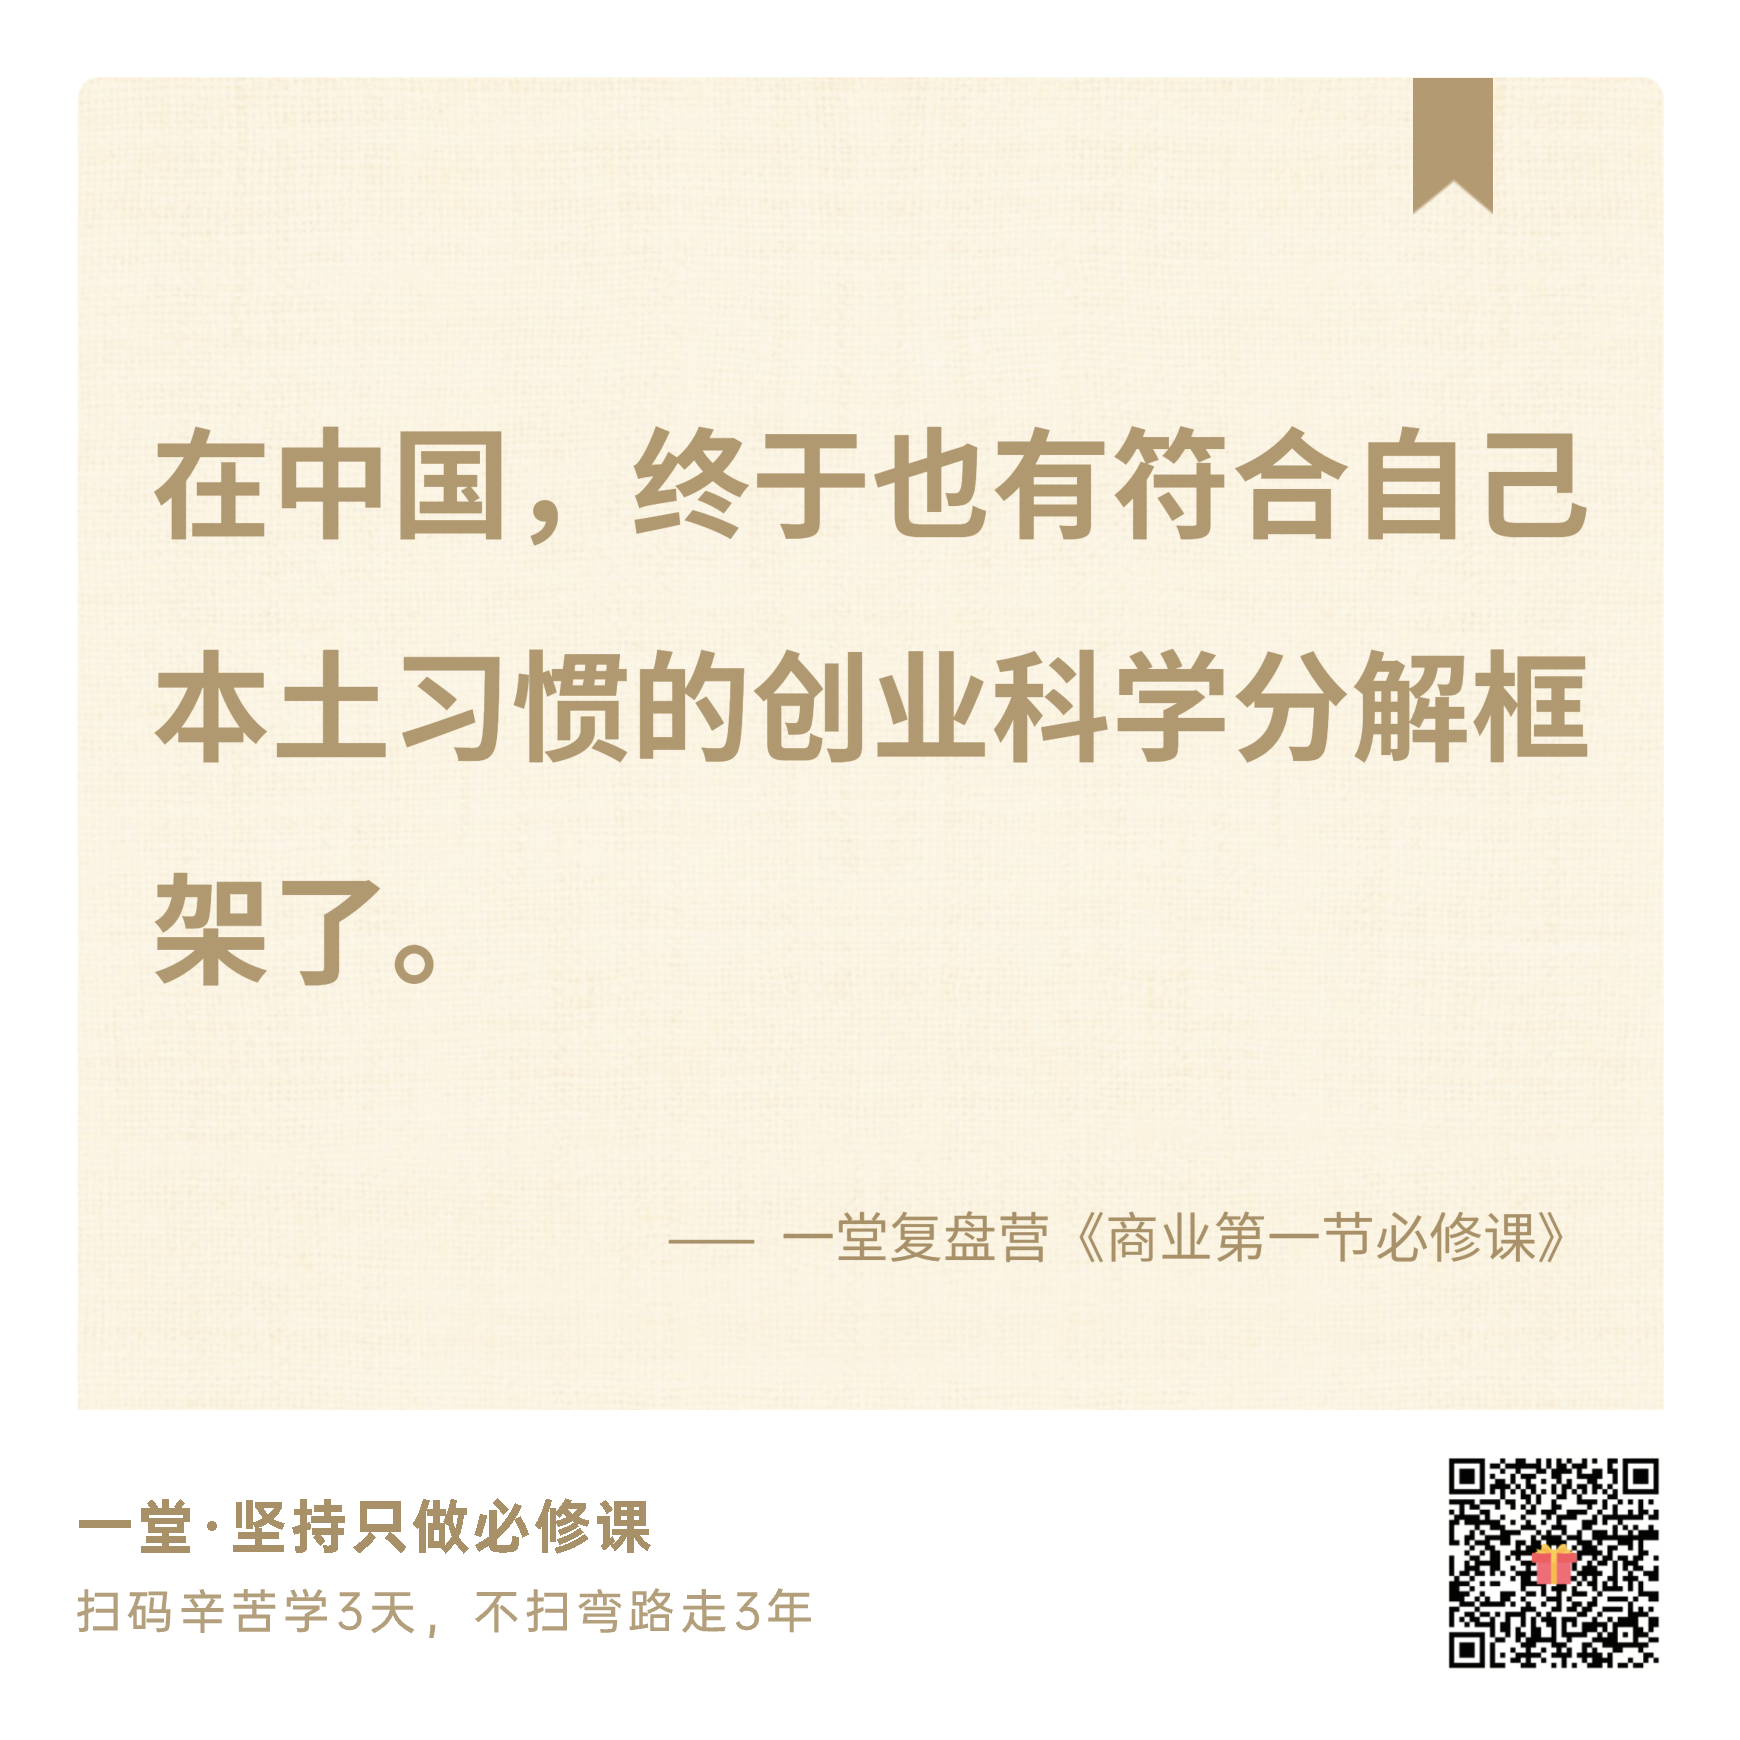 在中国，终于也有符合自己
本土习惯的创业科学分解框
架了。
—— 一堂复盘营《商业第一节必修课》
一堂·坚持只做必修课
扫码辛苦学3天，不扫弯路走3年